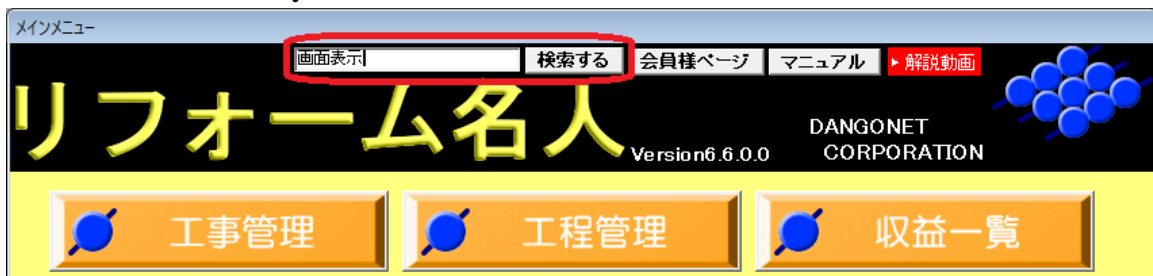 メインメニュー
画面表示 検索する 会員様ページ マニュアル ▶解説動画
リフォーム名人 Version6.6.0.0
DANGONET
CORPORATION
工事管理 工程管理 収益一覧